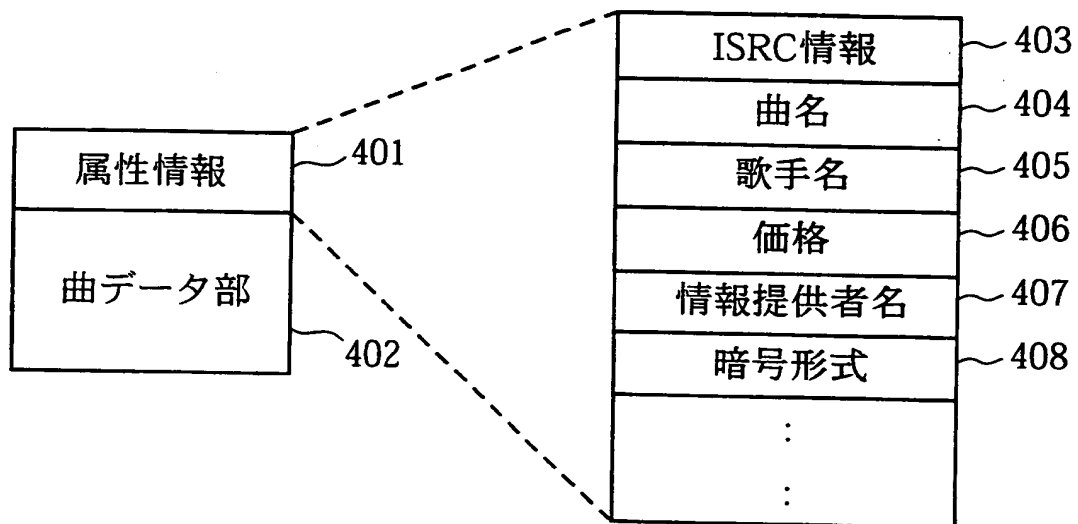 属性情報
401
曲データ部
402
ISRC情報
403
曲名
404
歌手名
405
価格
406
情報提供者名
407
暗号形式
408
:
: